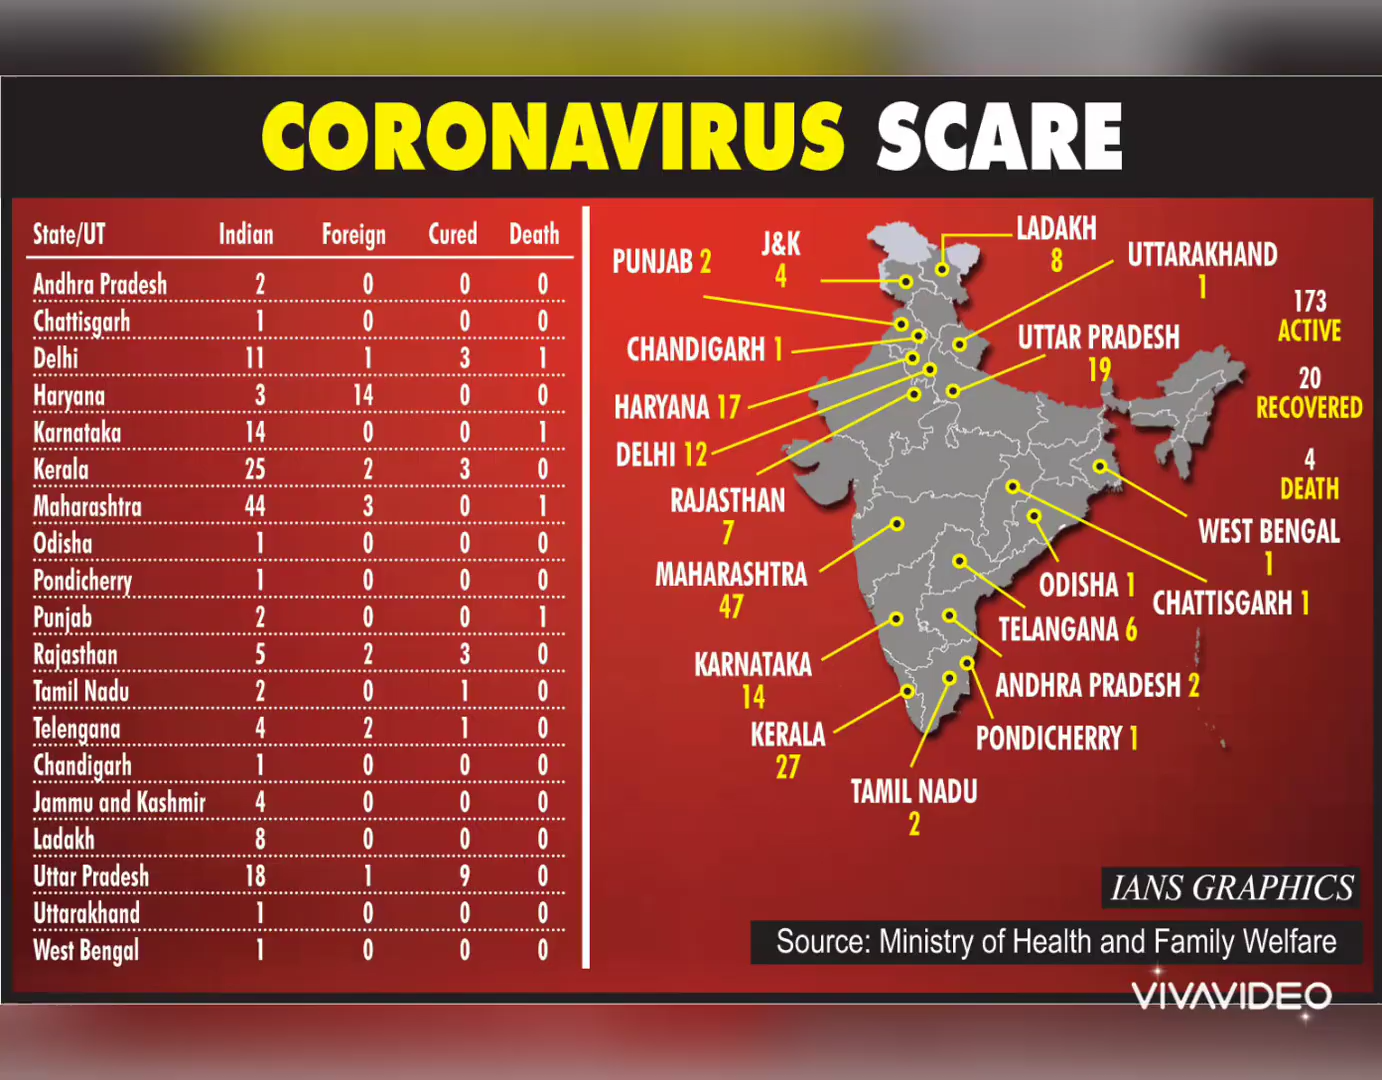 CORONAVIRUS SCARE
State/UT Indian Foreign Cured Death
Andhra Pradesh 2 0 0 0
Chattisgarh 1 0 0 0
Delhi 11 1 3 1
Haryana 3 14 0 0
Karnataka 14 0 0 1
Kerala 25 2 3 0
Maharashtra 44 3 0 1
Odisha 1 0 0 0
Pondicherry 1 0 0 0
Punjab 2 0 0 1
Rajasthan 5 2 3 0
Tamil Nadu 2 0 1 0
Telengana 4 2 1 0
Chandigarh 1 0 0 0
Jammu and Kashmir 4 0 0 0
Ladakh 8 0 0 0
Uttar Pradesh 18 1 9 0
Uttarakhand 1 0 0 0
West Bengal 1 0 0 0
PUNJAB 2
J&K
4
LADAKH
8
UTTARAKHAND
1
CHANDIGARH 1
UTTAR PRADESH
19
HARYANA 17
DELHI 12
RAJASTHAN
7
MAHARASHTRA
47
KARNATAKA
14
KERALA
27
TAMIL NADU
2
PONDICHERRY 1
ANDHRA PRADESH 2
TELANGANA 6
ODISHA 1
CHATTISGARH 1
WEST BENGAL
1
173
ACTIVE
20
RECOVERED
4
DEATH
IANS GRAPHICS
Source: Ministry of Health and Family Welfare
VIVAVIDEO